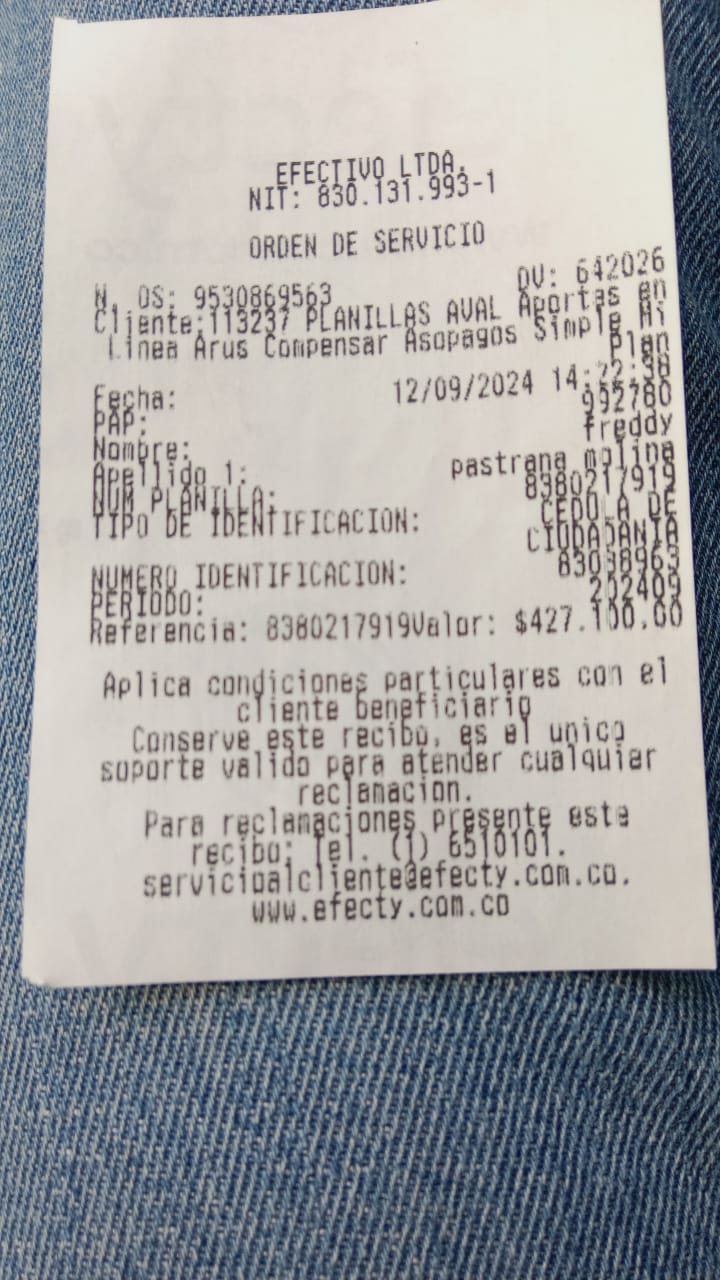 EFECTIVO LTDA.
NIT: 830.131.993-1
ORDEN DE SERVICIO
N. OS: 9530869563 DV: 642026
Cliente:113237 PLANILLAS AVAL Aportes en
Linea Arus Compensar Asopagos Simple Mi
Plan
Fecha: 12/09/2024 14:22:38
PAP: 992780
Nombre: freddy
Apellido 1: pastrana molina
NUM PLANILLA: 8380217919
TIPO DE IDENTIFICACION: CEDULA DE
CIUDADANIA
NUMERO IDENTIFICACION:
PERIODO: 202409
Referencia: 8380217919Valor: $427.100,00
Aplica condiciones particulares con el
cliente beneficiario
Conserve este recibo, es el unico
soporte valido para atender cualquier
reclamacion.
Para reclamaciones presente este
recibo: Tel. (1) 6510101.
servicioalcliente@efecty.com.co.
www.efecty.com.co